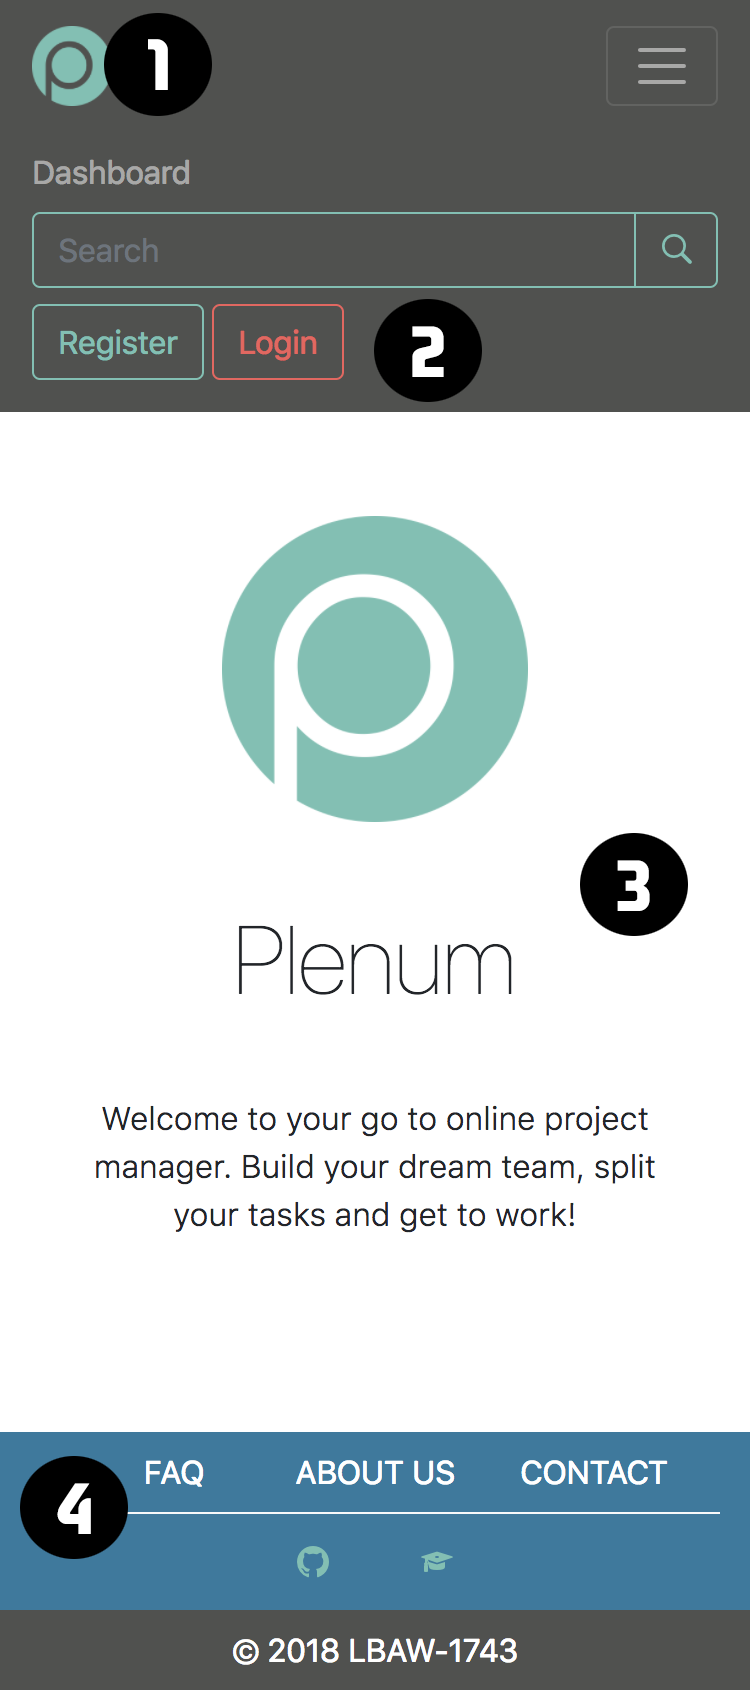 1
Dashboard
Search
Register Login
2
3
Plenum
Welcome to your go to online project
manager. Build your dream team, split
your tasks and get to work!
4
FAQ ABOUT US CONTACT
© 2018 LBAW-1743